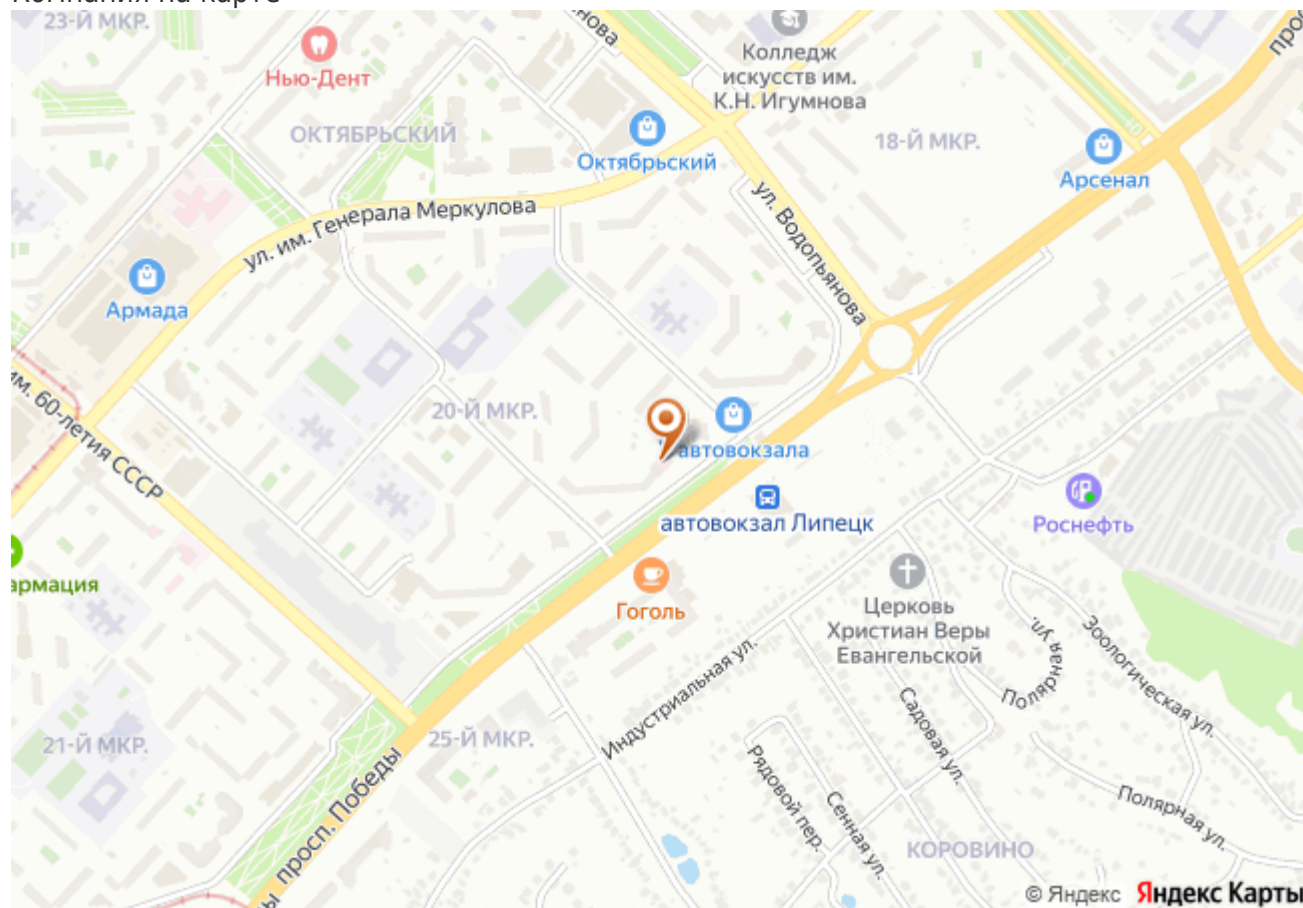 23-Й МКР.
Нью-Дент
ОКТЯБРЬСКИЙ
нова
Колледж
искусств им.
К.Н. Игумнова
Октябрьский
18-Й МКР.
Арсенал
ул. им. Генерала Меркулова
ул. Водопьянова
Армада
им. 60-летия СССР
20-Й МКР.
автовокзала
автовокзал Липецк
Роснефть
армация
Гоголь
Церковь
Христиан Веры
Евангельской
Полярная ул.
Зоологическая ул.
Индустриальная ул.
Садовая ул.
21-Й МКР.
25-Й МКР.
просп. Победы
Рядовой пер.
Сенная ул.
Полярная ул.
КОРОВИНО
© Яндекс Яндекс Карты